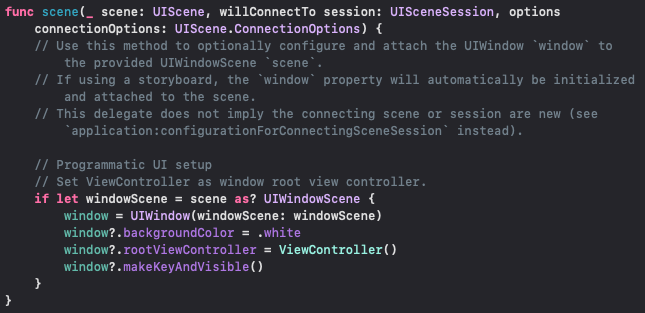 func scene(_ scene: UIScene, willConnectTo session: UISceneSession, options
connectionOptions: UIScene.ConnectionOptions) {
// Use this method to optionally configure and attach the UIWindow `window` to
the provided UIWindowScene `scene`.
// If using a storyboard, the `window` property will automatically be initialized
and attached to the scene.
// This delegate does not imply the connecting scene or session are new (see
`application:configurationForConnectingSceneSession` instead).

// Programmatic UI setup
// Set ViewController as window root view controller.
if let windowScene = scene as? UIWindowScene {
window = UIWindow(windowScene: windowScene)
window?.backgroundColor = .white
window?.rootViewController = ViewController()
window?.makeKeyAndVisible()
}
}